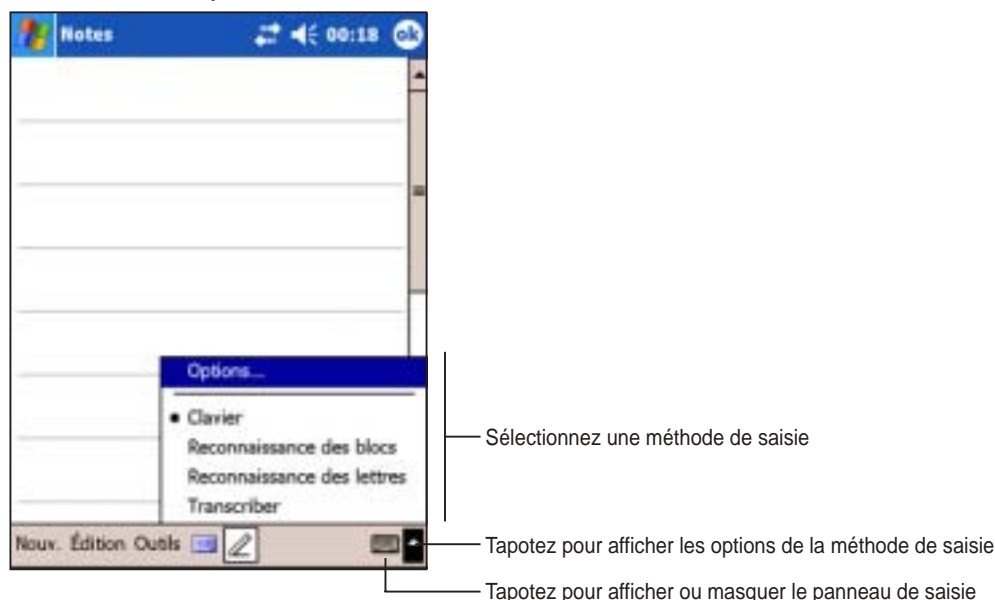 Notes 00:18 ok
Options...
Clavier
Reconnaissance des blocs
Reconnaissance des lettres
Transcriber
Sélectionnez une méthode de saisie
Nouv. Édition Outils
Tapotez pour afficher les options de la méthode de saisie
Tapotez pour afficher ou masquer le panneau de saisie